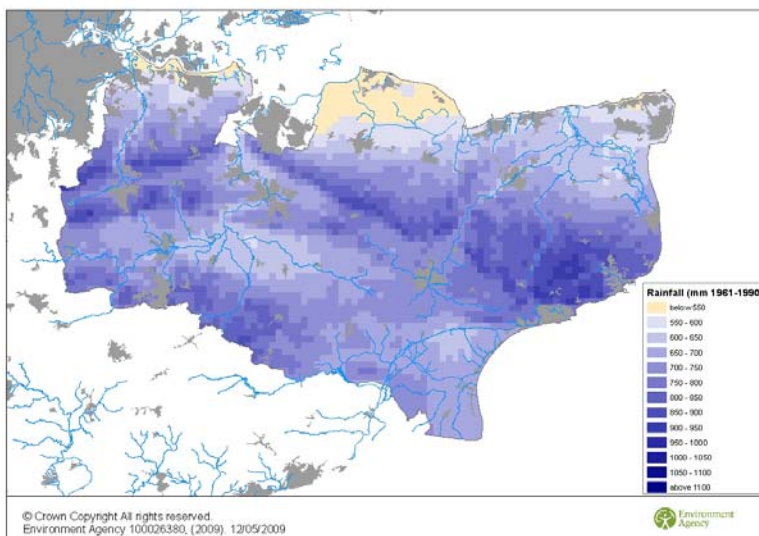 Rainfall (mm 1961-1990
below 550
550 - 600
600 - 650
650 - 700
700 - 750
750 - 800
800 - 850
850 - 900
900 - 950
950 - 1000
1000 - 1050
1050 - 1100
above 1100
© Crown Copyright All rights reserved.
Environment Agency 100026380, (2009). 12/05/2009
Environment
Agency